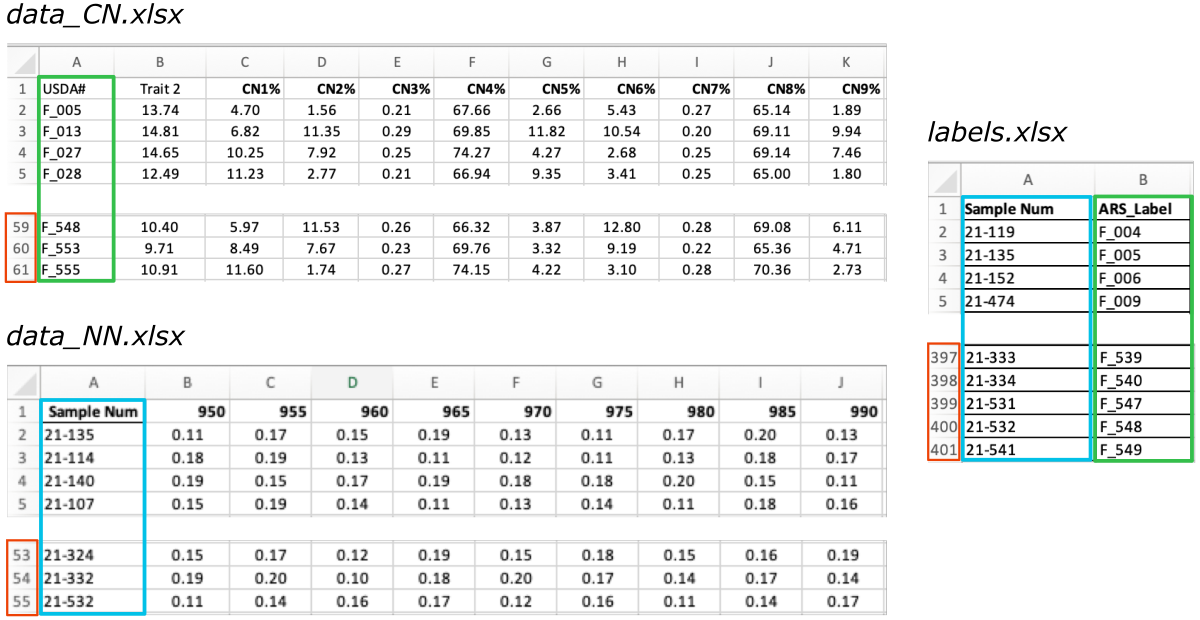 data_CN.xlsx
A B C D E F G H I J K
1 USDA# Trait 2 CN1% CN2% CN3% CN4% CN5% CN6% CN7% CN8% CN9%
2 F_005 13.74 4.70 1.56 0.21 67.66 2.66 5.43 0.27 65.14 1.89
3 F_013 14.81 6.82 11.35 0.29 69.85 11.82 10.54 0.20 69.11 9.94
4 F_027 14.65 10.25 7.92 0.25 74.27 4.27 2.68 0.25 69.14 7.46
5 F_028 12.49 11.23 2.77 0.21 66.94 9.35 3.41 0.25 65.00 1.80
59 F_548 10.40 5.97 11.53 0.26 66.32 3.87 12.80 0.28 69.08 6.11
60 F_553 9.71 8.49 7.67 0.23 69.76 3.32 9.19 0.22 65.36 4.71
61 F_555 10.91 11.60 1.74 0.27 74.15 4.22 3.10 0.28 70.36 2.73
data_NN.xlsx
A B C D E F G H I J
1 Sample Num 950 955 960 965 970 975 980 985 990
2 21-135 0.11 0.17 0.15 0.19 0.13 0.11 0.17 0.20 0.13
3 21-114 0.18 0.19 0.13 0.11 0.12 0.11 0.13 0.18 0.17
4 21-140 0.19 0.15 0.17 0.19 0.18 0.18 0.20 0.15 0.11
5 21-107 0.15 0.19 0.14 0.11 0.13 0.14 0.11 0.18 0.16
53 21-324 0.15 0.17 0.12 0.19 0.15 0.18 0.15 0.16 0.19
54 21-332 0.19 0.20 0.10 0.18 0.20 0.17 0.14 0.17 0.14
55 21-532 0.11 0.14 0.16 0.17 0.12 0.16 0.11 0.14 0.17
labels.xlsx
A B
1 Sample Num ARS_Label
2 21-119 F_004
3 21-135 F_005
4 21-152 F_006
5 21-474 F_009
397 21-333 F_539
398 21-334 F_540
399 21-531 F_547
400 21-532 F_548
401 21-541 F_549